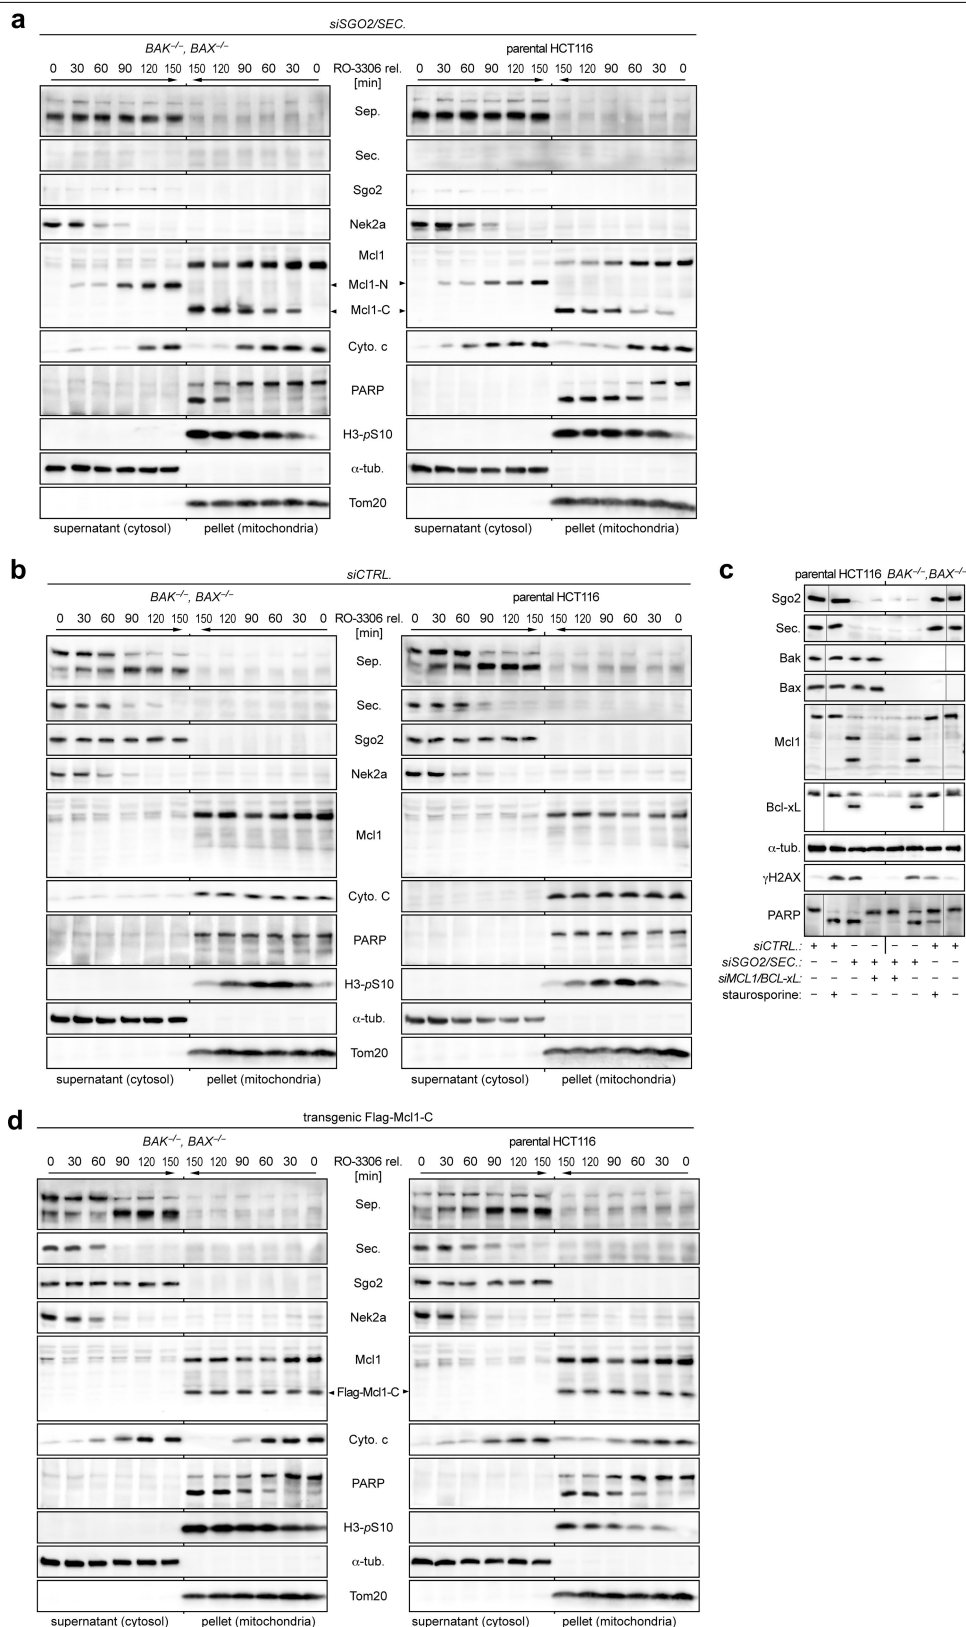 a
siSGO2/SEC.
BAK–/–, BAX–/– parental HCT116
0 30 60 90 120 150 150 120 90 60 30 0 RO-3306 rel. [min] 0 30 60 90 120 150 150 120 90 60 30 0
Sep.
Sec.
Sgo2
Nek2a
Mcl1
Mcl1-N
Mcl1-C
Cyto. c
PARP
H3-pS10
α-tub.
Tom20
supernatant (cytosol) pellet (mitochondria) supernatant (cytosol) pellet (mitochondria)
b
siCTRL.
BAK–/–, BAX–/– parental HCT116
0 30 60 90 120 150 150 120 90 60 30 0 RO-3306 rel. [min] 0 30 60 90 120 150 150 120 90 60 30 0
Sep.
Sec.
Sgo2
Nek2a
Mcl1
Cyto. C
PARP
H3-pS10
α-tub.
Tom20
supernatant (cytosol) pellet (mitochondria) supernatant (cytosol) pellet (mitochondria)
c
parental HCT116 BAK–/–,BAX–/–
Sgo2
Sec.
Bak
Bax
Mcl1
Bcl-xL
α-tub.
γH2AX
PARP
siCTRL.: + + – – – – + +
siSGO2/SEC.: – – + + + + – –
siMCL1/BCL-xL: – – – + + – – –
staurosporine: – + – – – – + –
d
transgenic Flag-Mcl1-C
BAK–/–, BAX–/– parental HCT116
0 30 60 90 120 150 150 120 90 60 30 0 RO-3306 rel. [min] 0 30 60 90 120 150 150 120 90 60 30 0
Sep.
Sec.
Sgo2
Nek2a
Mcl1
Flag-Mcl1-C
Cyto. c
PARP
H3-pS10
α-tub.
Tom20
supernatant (cytosol) pellet (mitochondria) supernatant (cytosol) pellet (mitochondria)